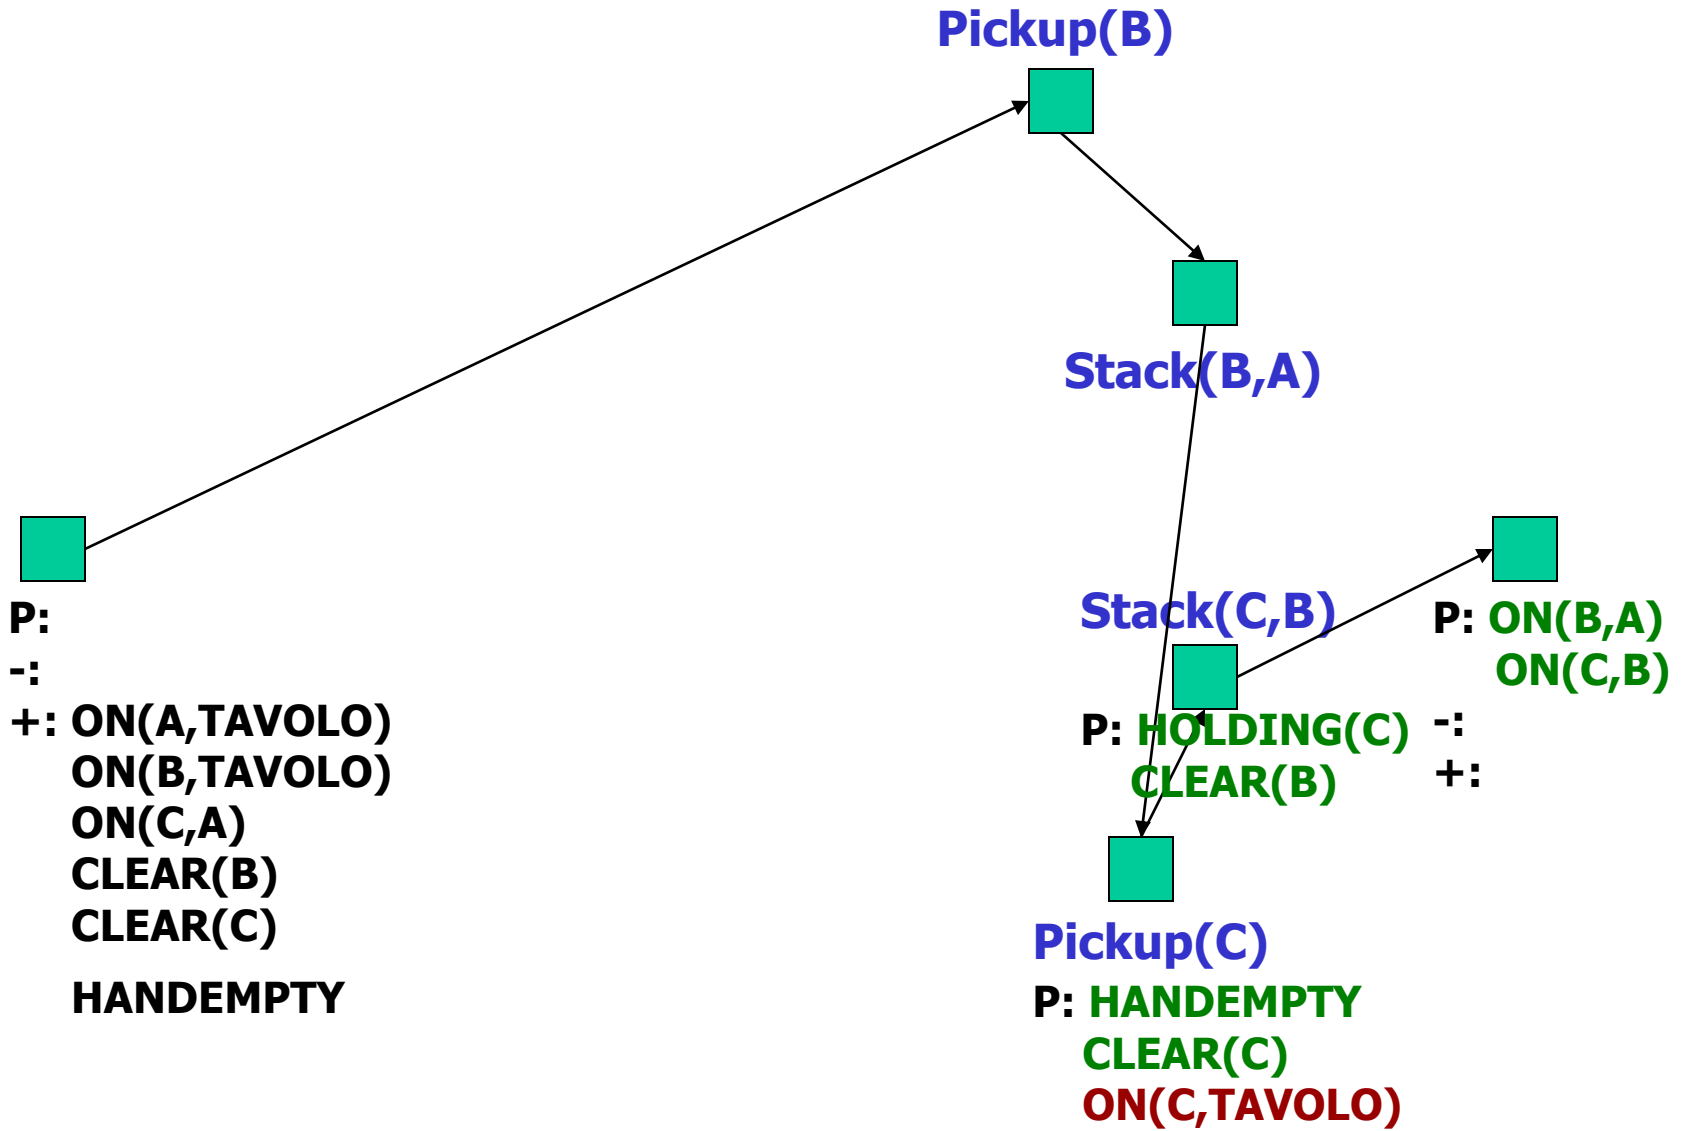 Pickup(B)
Stack(B,A)
Stack(C,B)
P: HOLDING(C)
CLEAR(B)
P: ON(B,A)
ON(C,B)
-:
+:
P:
-:
+: ON(A,TAVOLO)
ON(B,TAVOLO)
ON(C,A)
CLEAR(B)
CLEAR(C)
HANDEMPTY
Pickup(C)
P: HANDEMPTY
CLEAR(C)
ON(C,TAVOLO)